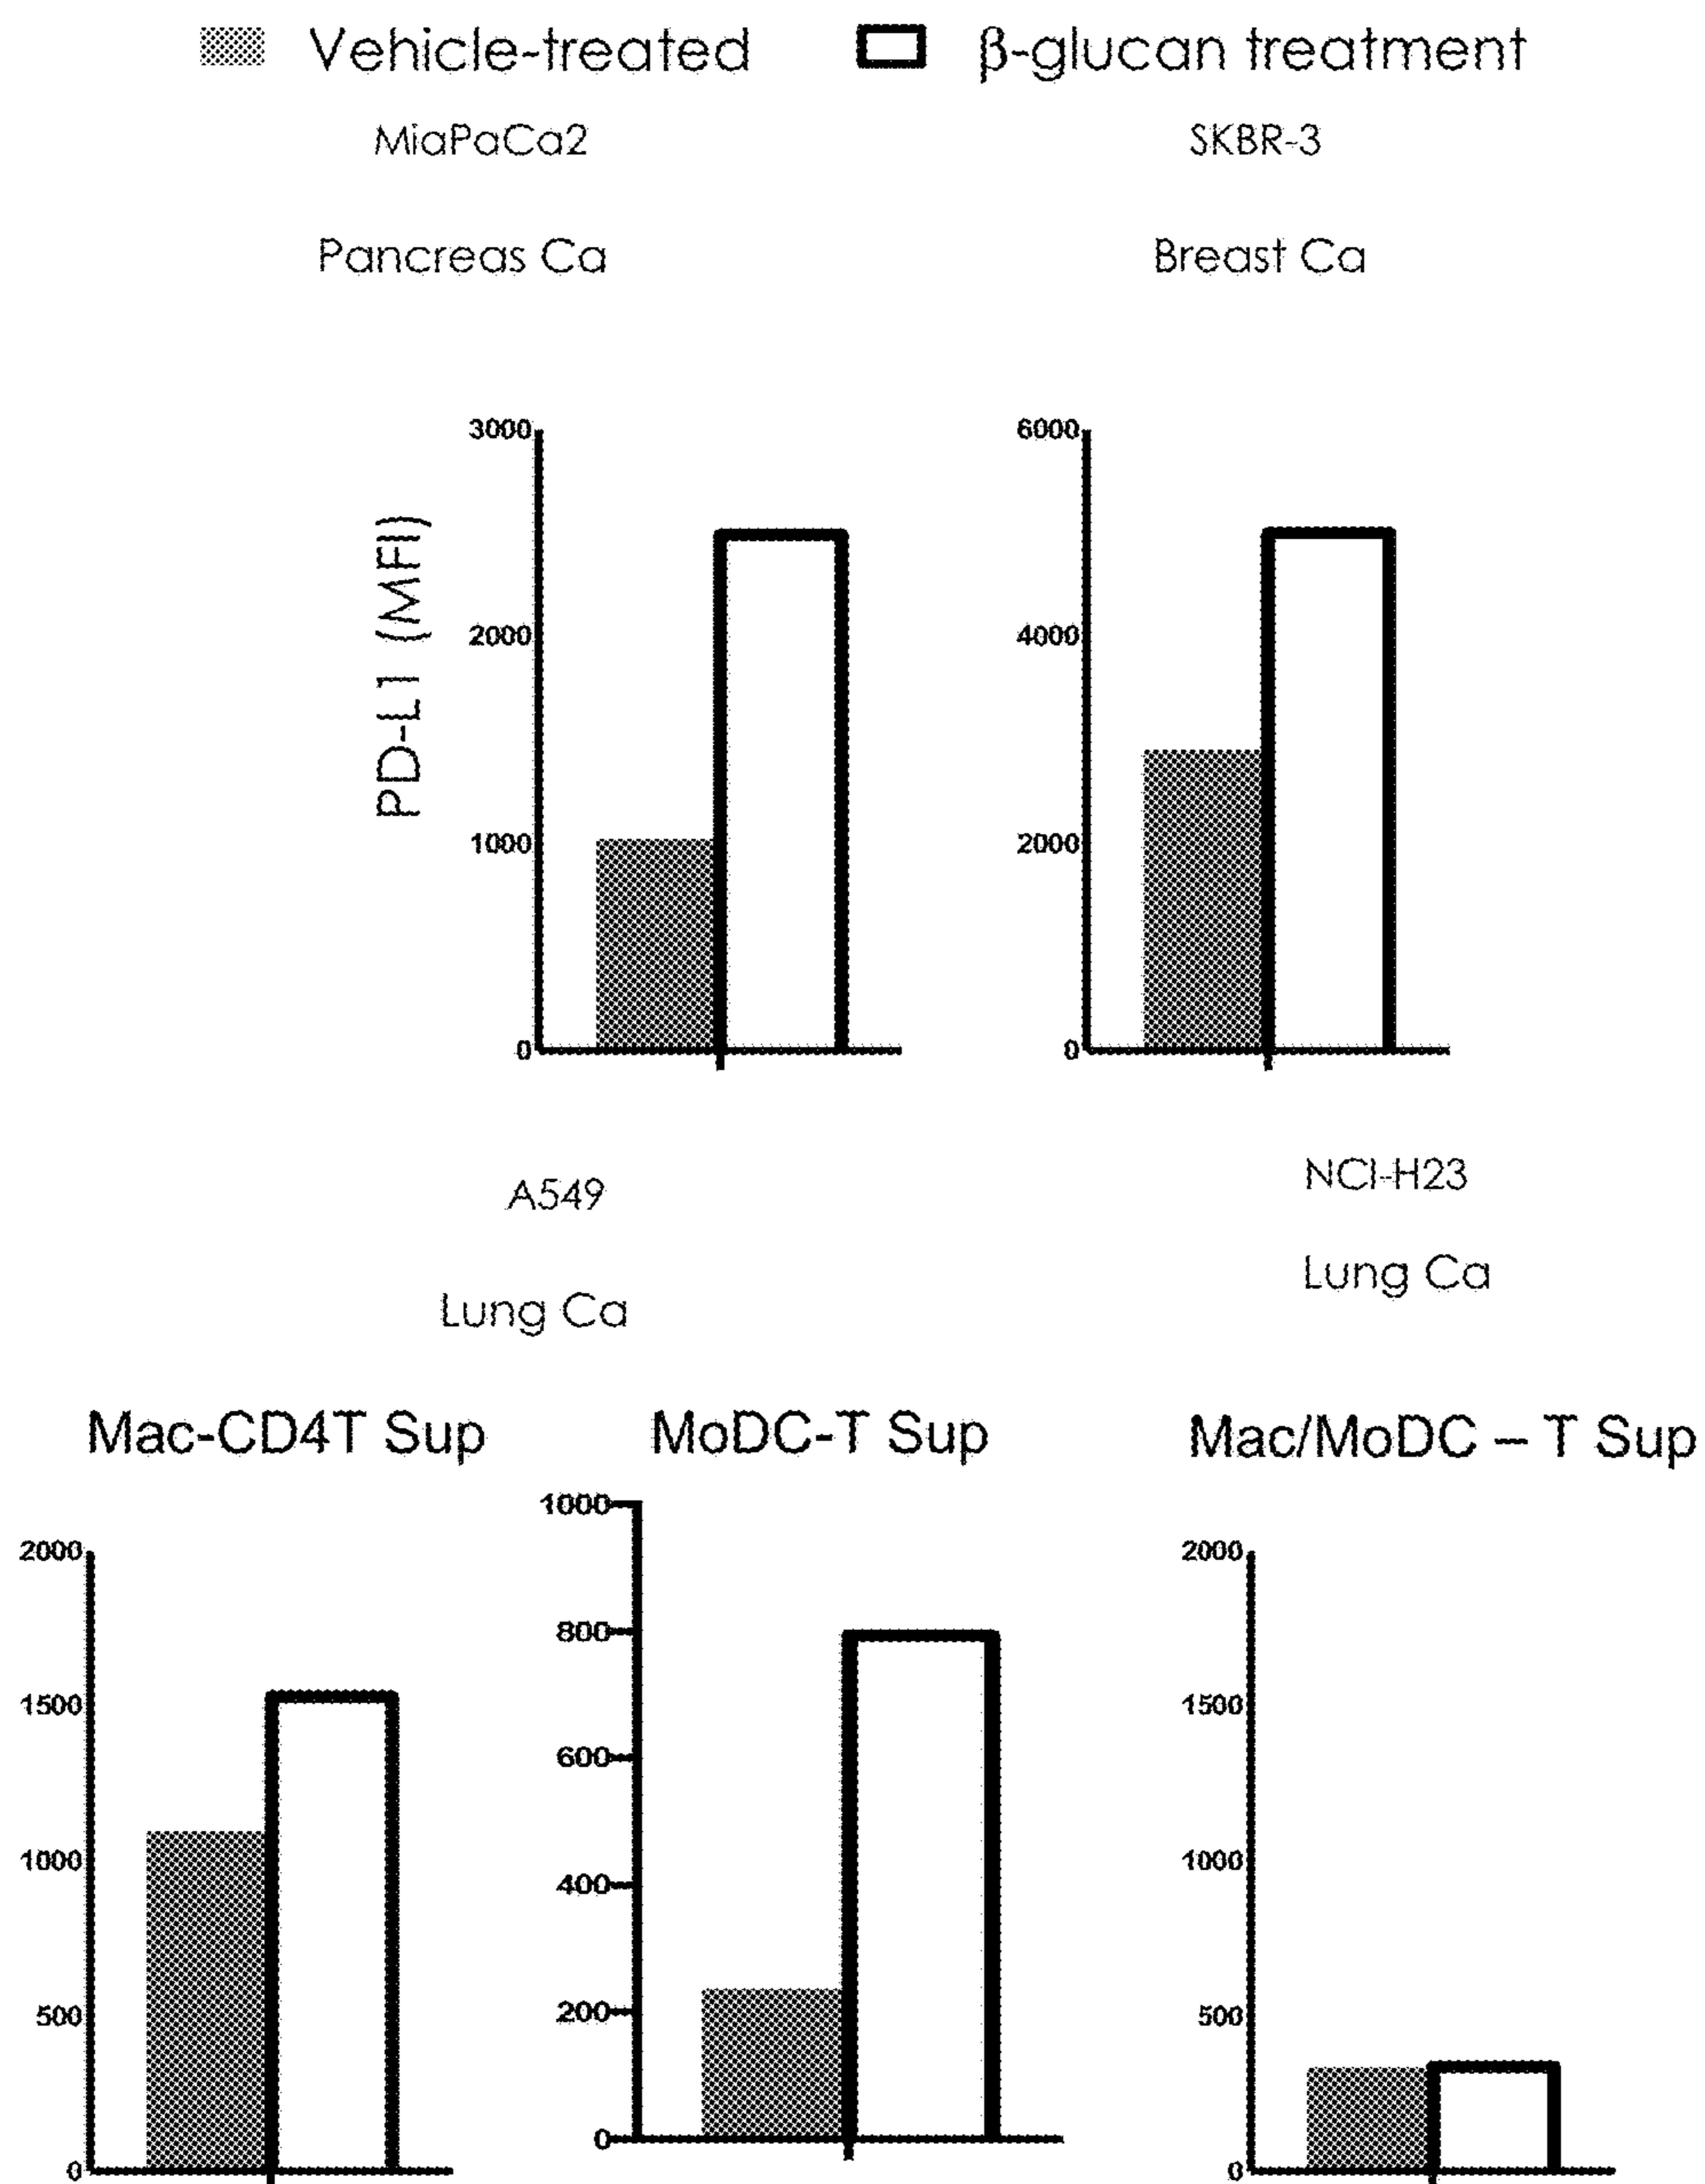 Vehicle-treated β-glucan treatment
MiaPaCa2 SKBR-3
Pancreas Ca Breast Ca
3000 6000
PD-L1 (MFI)
2000 4000
1000 2000
0 0
A549 NCI-H23
Lung Ca Lung Ca
Mac-CD4T Sup MoDC-T Sup Mac/MoDC – T Sup
1000
2000 2000
800
1500 1500
600
1000 1000
400
500 200 500
0
0 0